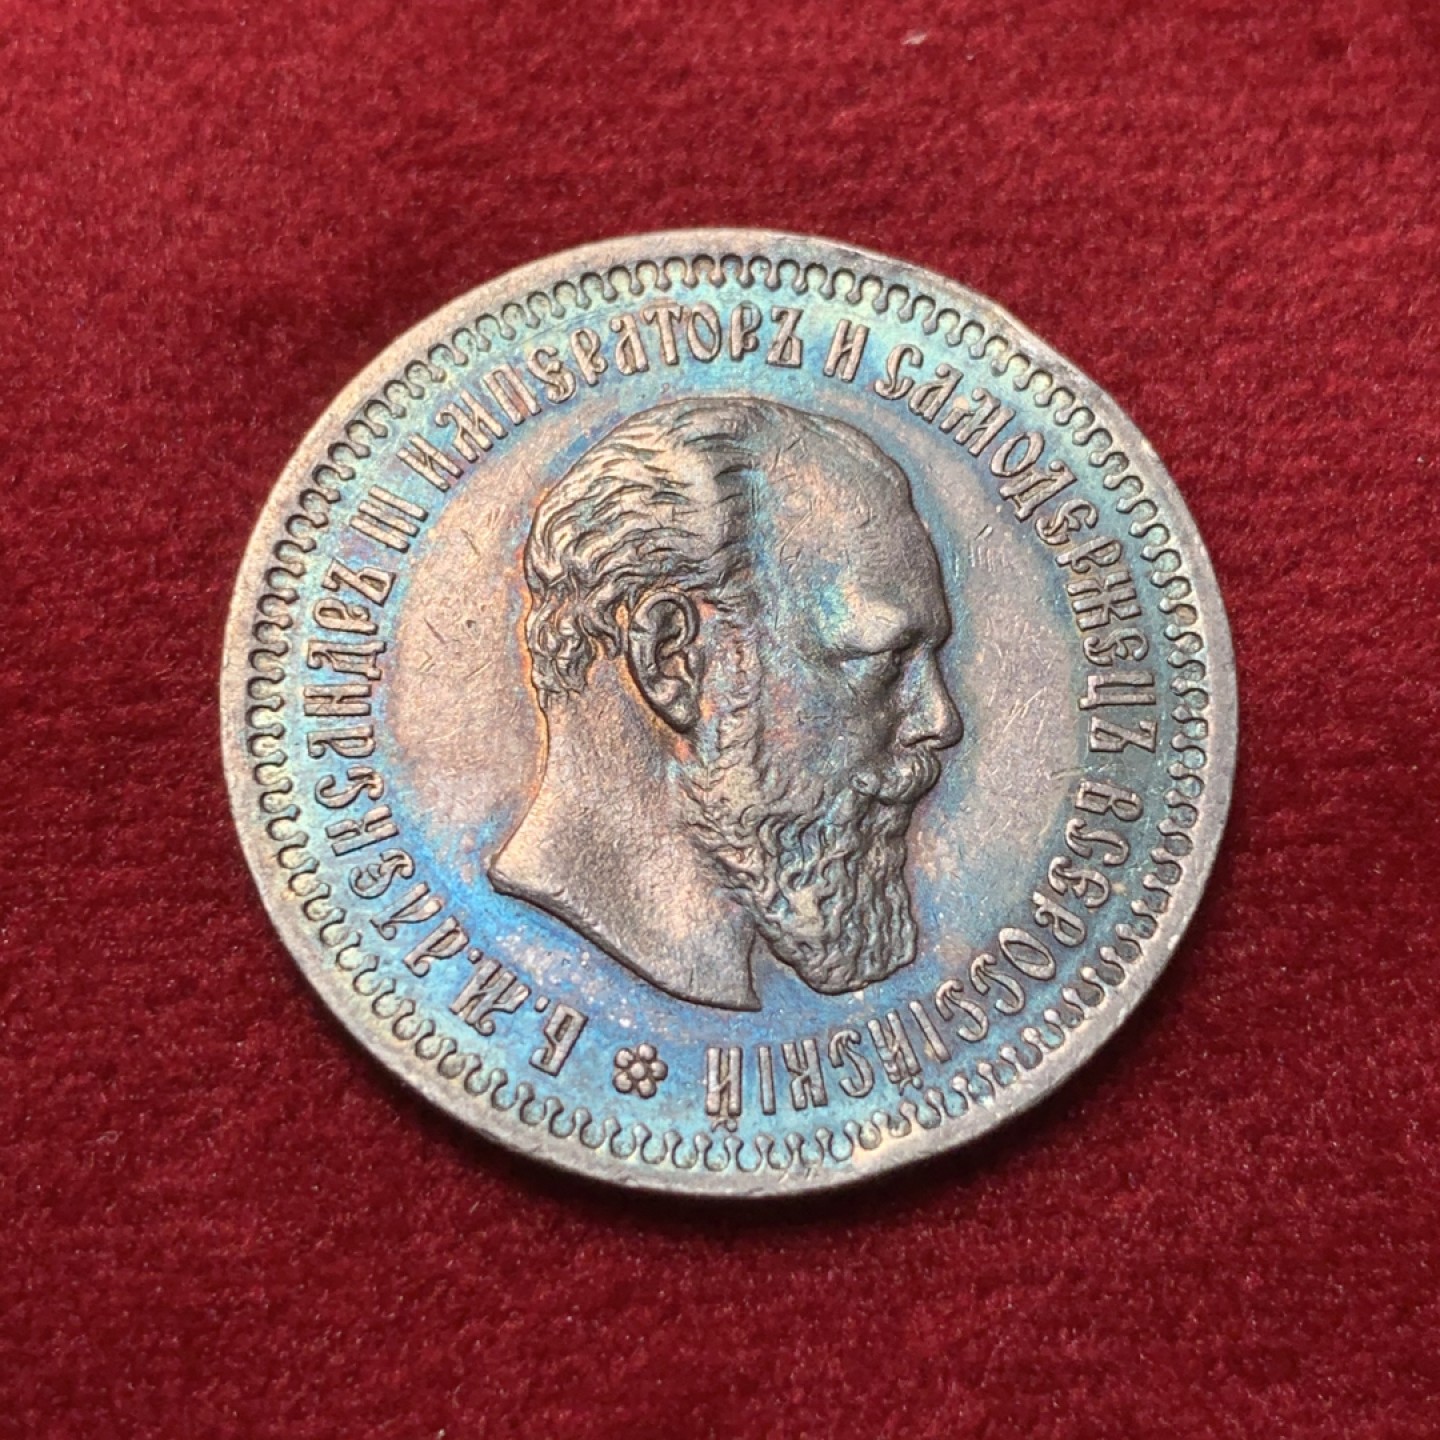 Б. М. АЛЕКСАНДРЪ III ИМПЕРАТОРЪ И САМОДЕРЖЕЦЪ ВСЕРОССІЙСКІЙ